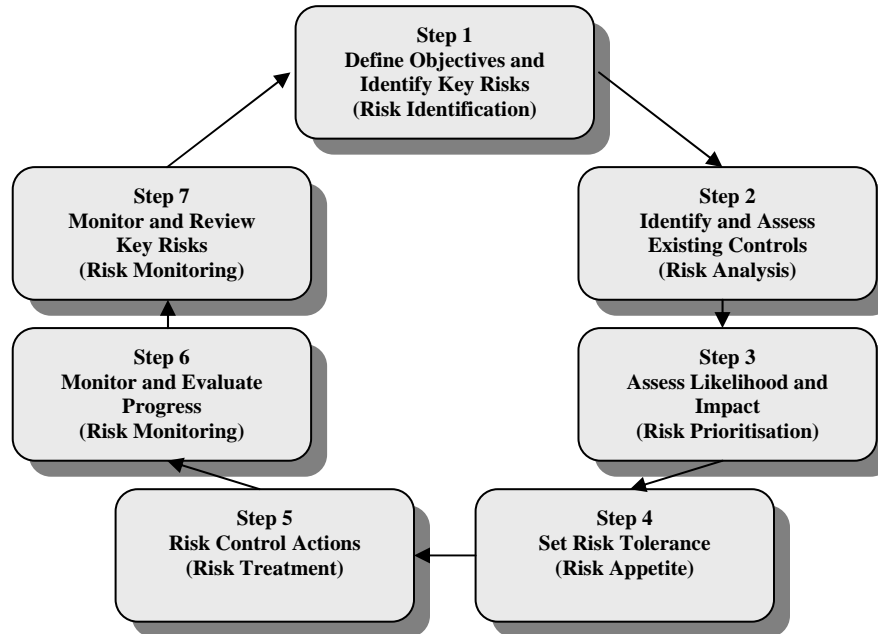 Step 1
Define Objectives and
Identify Key Risks
(Risk Identification)
Step 2
Identify and Assess
Existing Controls
(Risk Analysis)
Step 3
Assess Likelihood and
Impact
(Risk Prioritisation)
Step 4
Set Risk Tolerance
(Risk Appetite)
Step 5
Risk Control Actions
(Risk Treatment)
Step 6
Monitor and Evaluate
Progress
(Risk Monitoring)
Step 7
Monitor and Review
Key Risks
(Risk Monitoring)